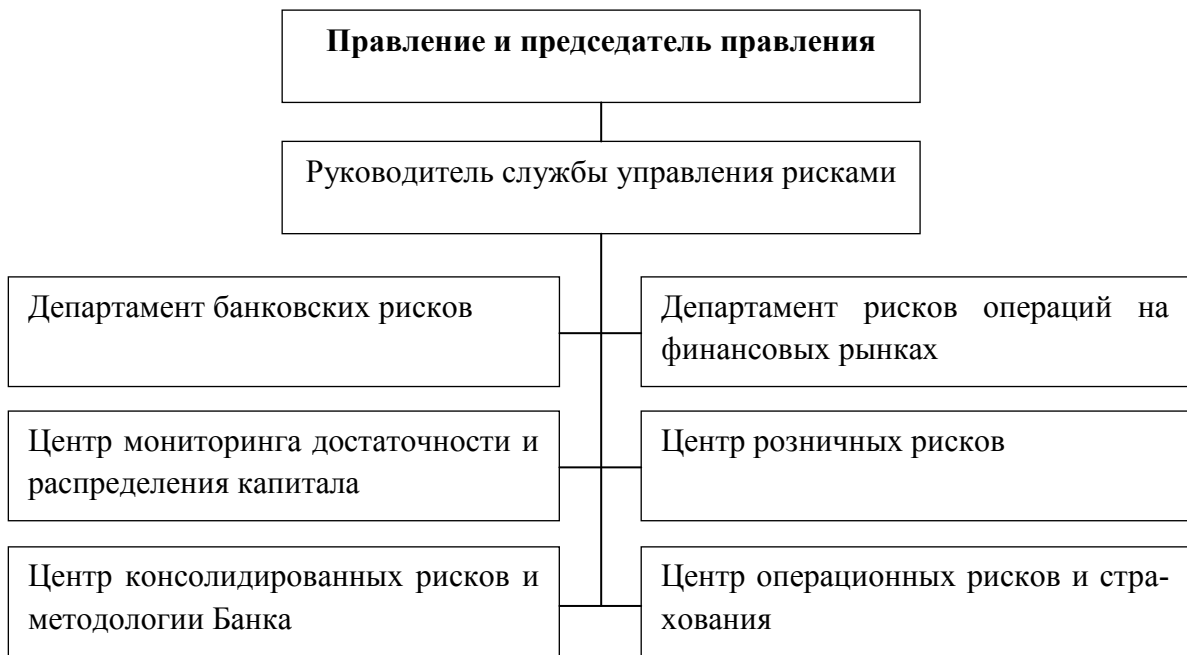 Правление и председатель правления
Руководитель службы управления рисками
Департамент банковских рисков
Департамент рисков операций на
финансовых рынках
Центр мониторинга достаточности и
распределения капитала
Центр розничных рисков
Центр консолидированных рисков и
методологии Банка
Центр операционных рисков и стра-
хования